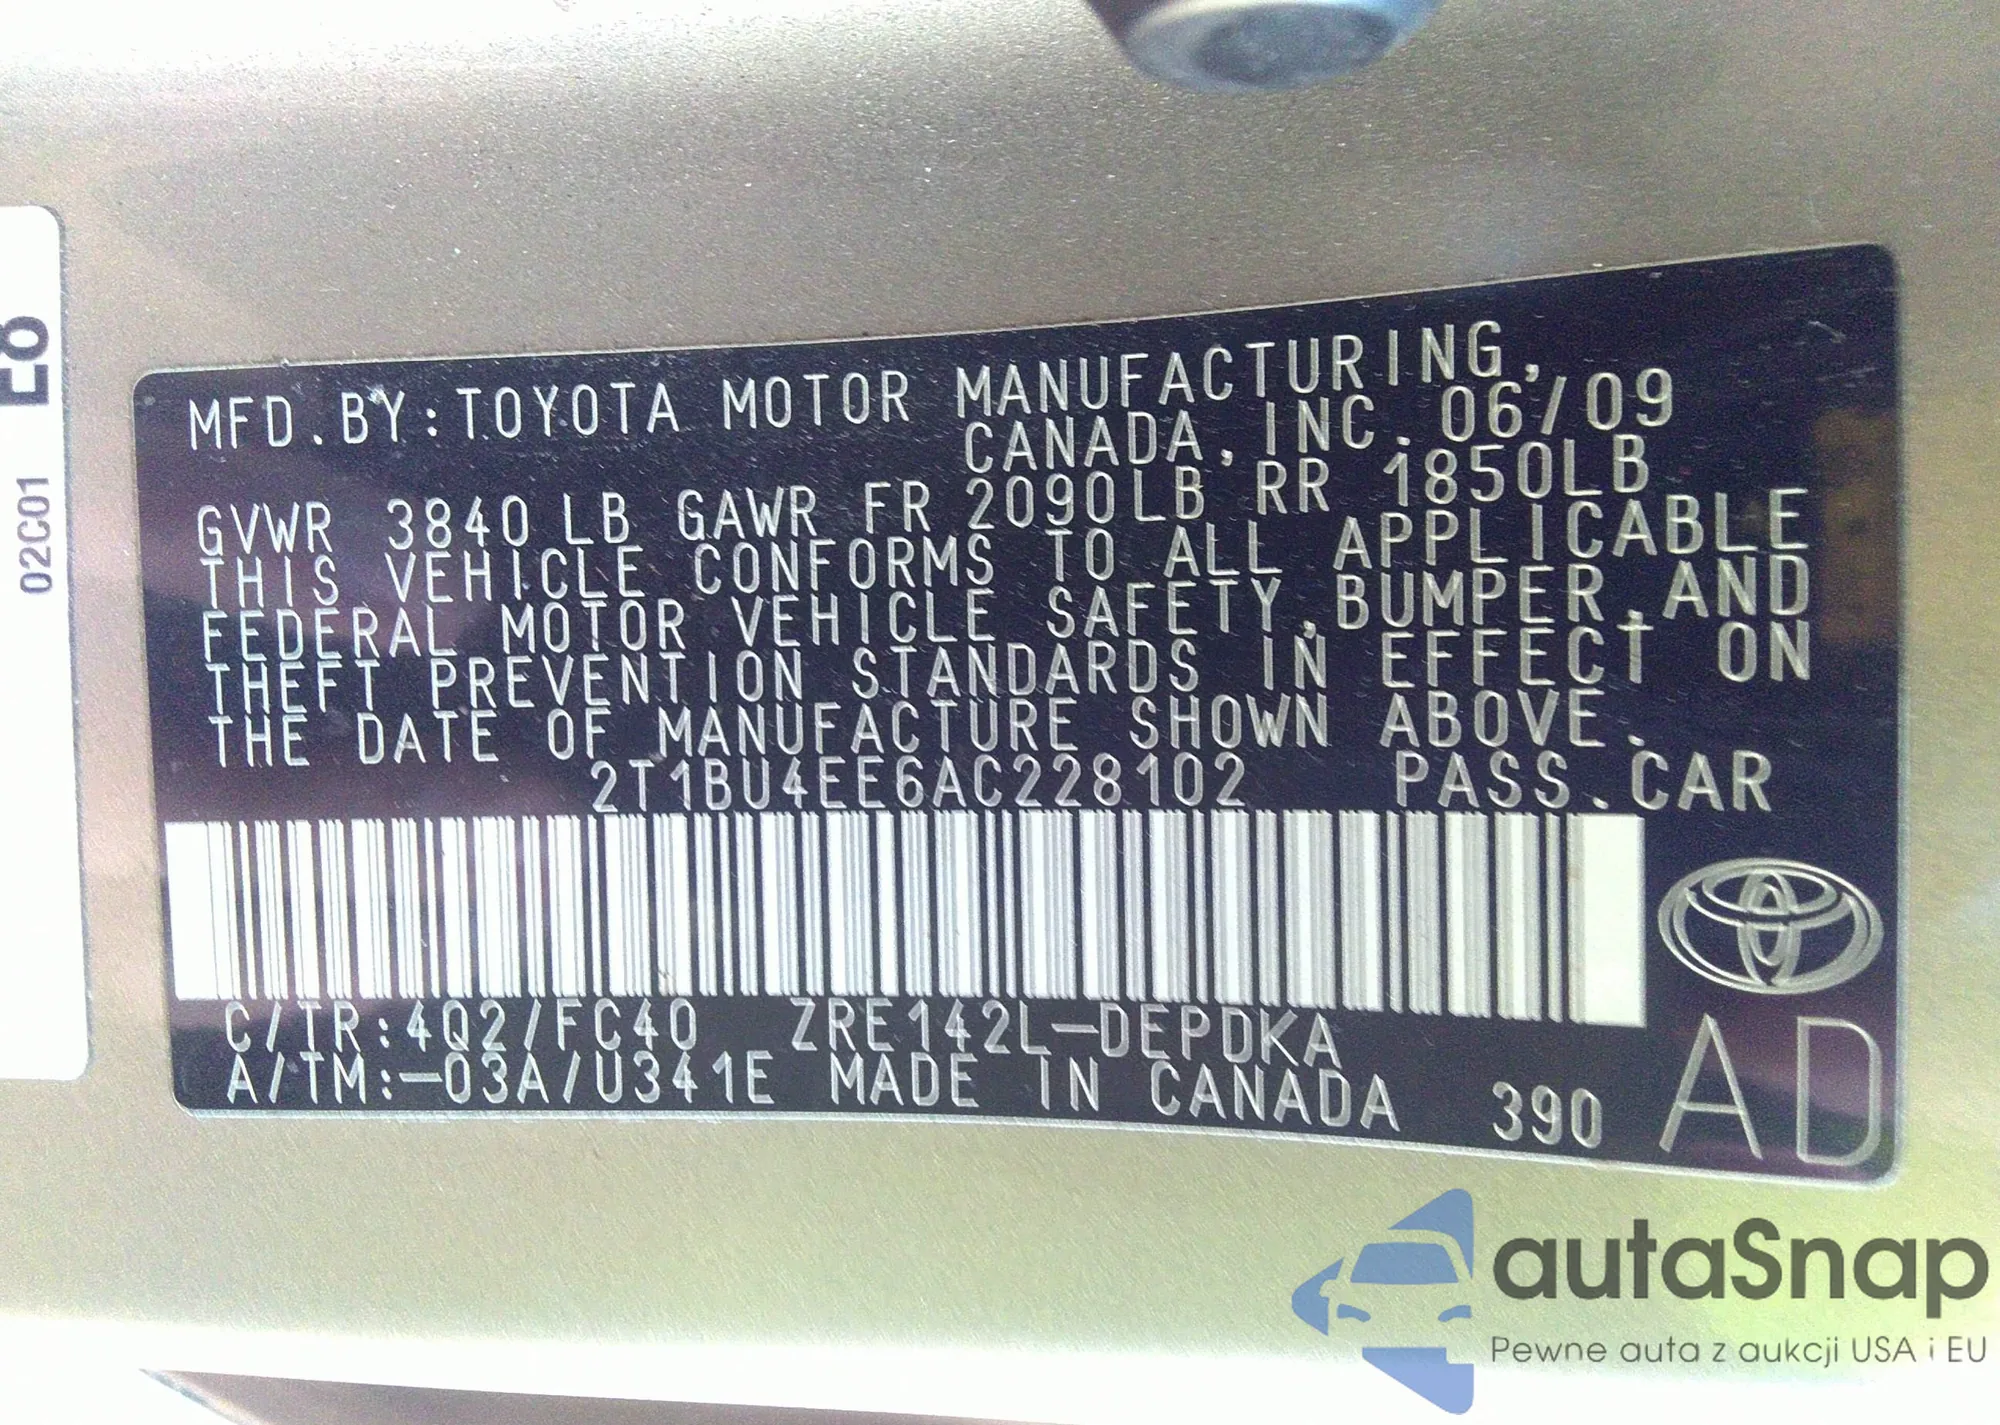 E8
02C01
MFD.BY:TOYOTA MOTOR MANUFACTURING,
CANADA,INC. 06/09
GVWR 3840 LB GAWR FR 2090LB RR 1850LB
THIS VEHICLE CONFORMS TO ALL APPLICABLE
FEDERAL MOTOR VEHICLE SAFETY,BUMPER,AND
THEFT PREVENTION STANDARDS IN EFFECT ON
THE DATE OF MANUFACTURE SHOWN ABOVE.
2T1BU4EE6AC228102 PASS.CAR
C/TR:4Q2/FC40 ZRE142L-DEPDKA
A/TM:-03A/U341E MADE IN CANADA 390 AD
autaSnap
Pewne auta z aukcji USA i EU